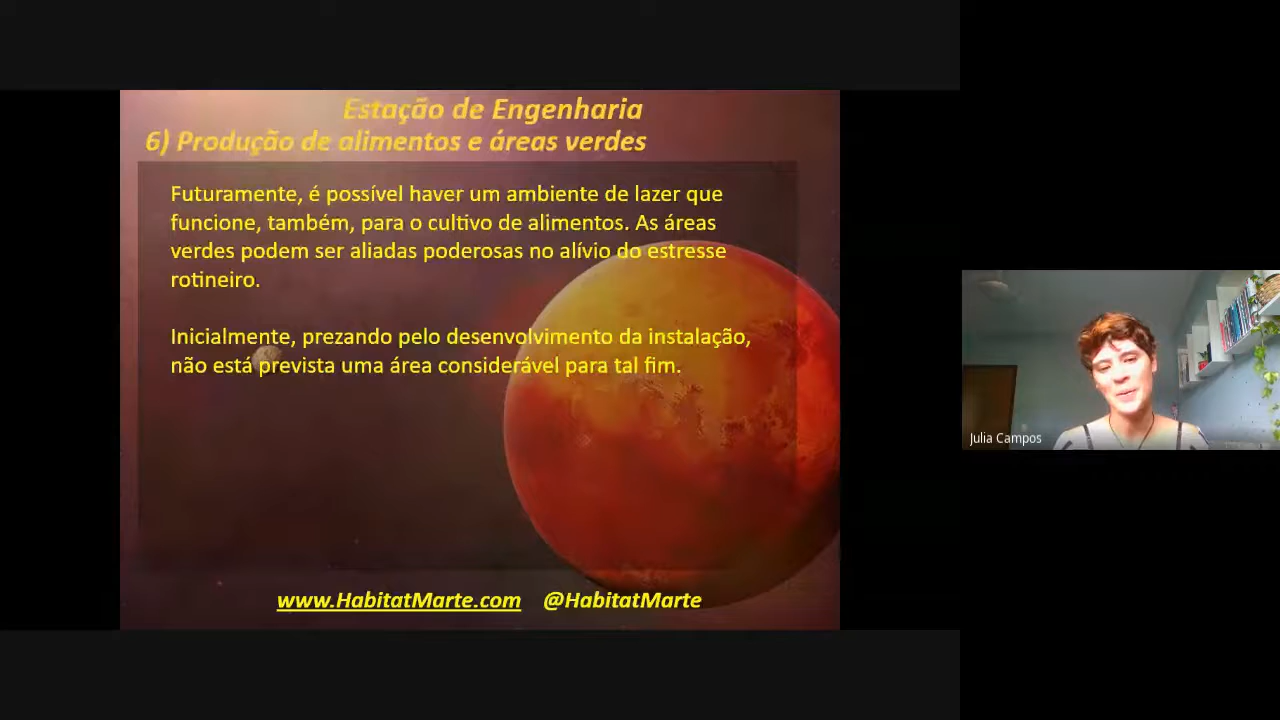 Estação de Engenharia
6) Produção de alimentos e áreas verdes
Futuramente, é possível haver um ambiente de lazer que
funcione, também, para o cultivo de alimentos. As áreas
verdes podem ser aliadas poderosas no alívio do estresse
rotineiro.
Inicialmente, prezando pelo desenvolvimento da instalação,
não está prevista uma área considerável para tal fim.
www.HabitatMarte.com @HabitatMarte
Julia Campos